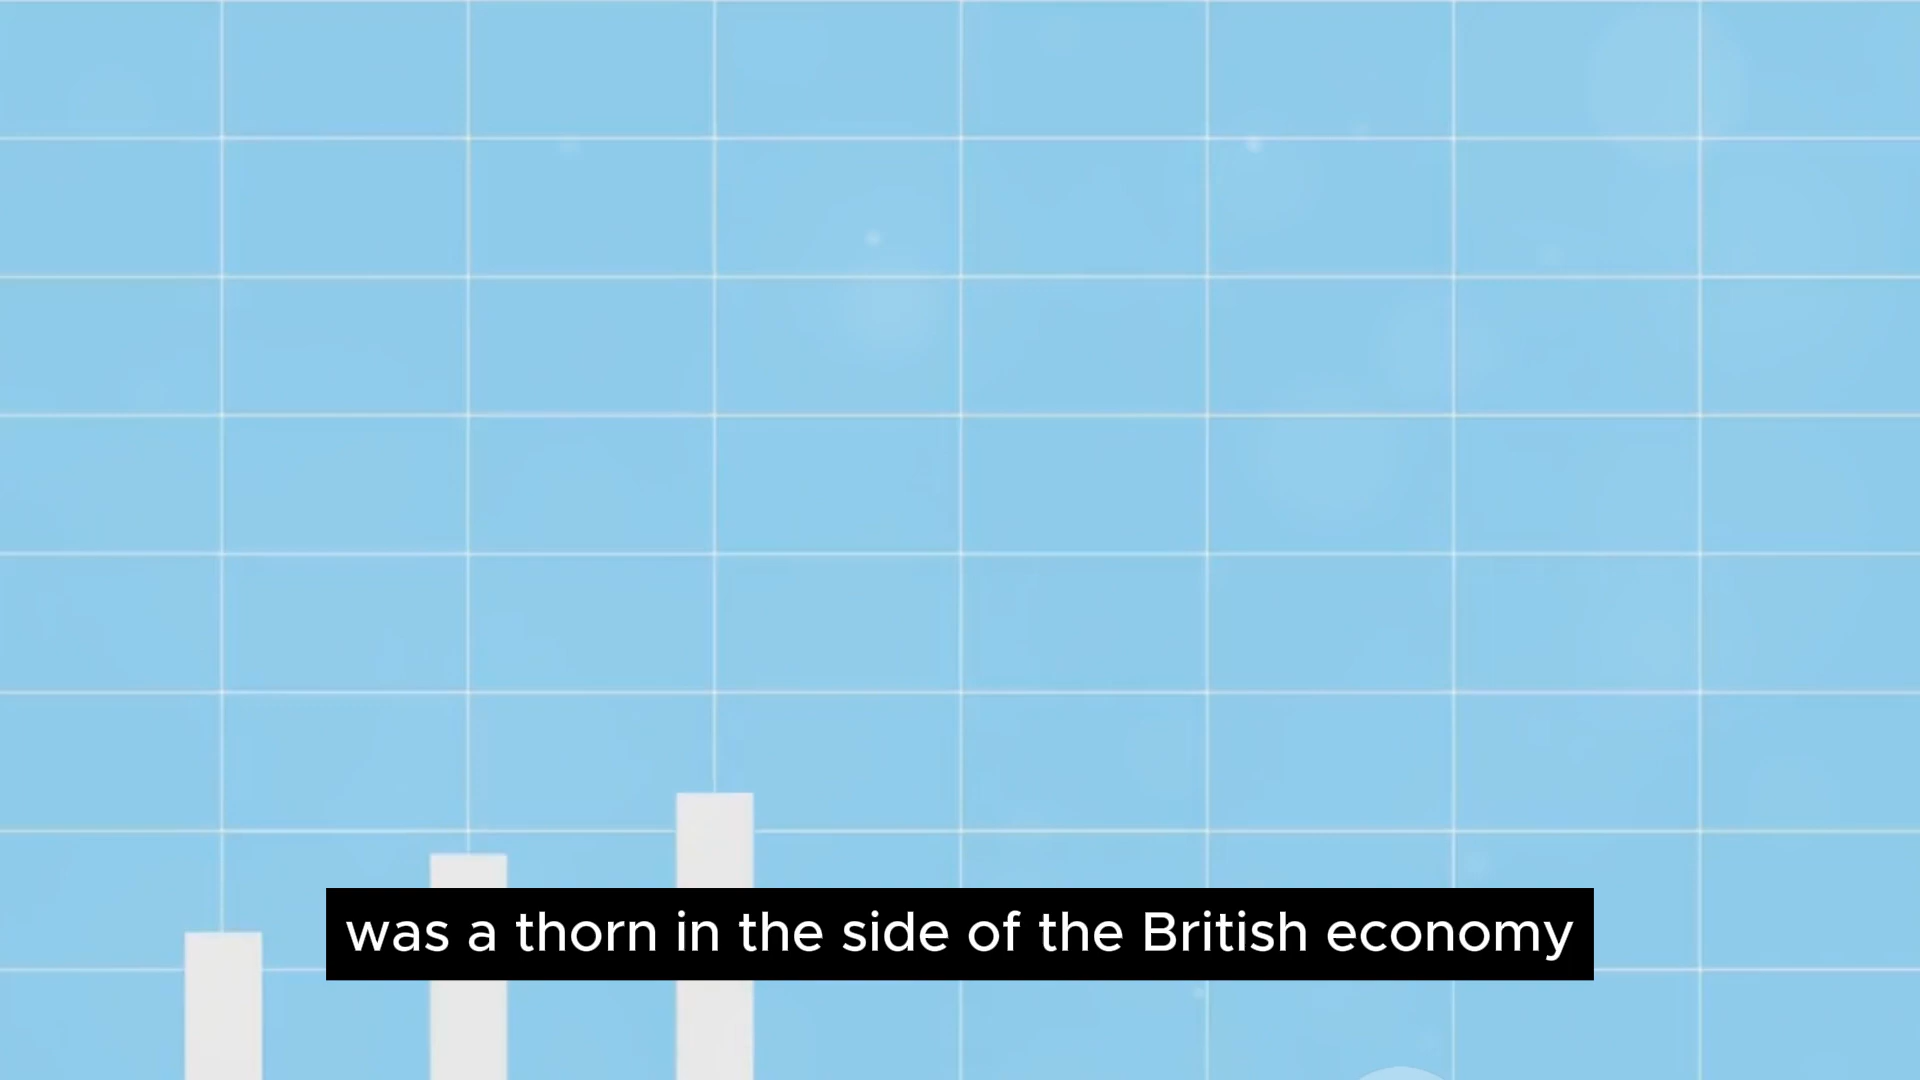 was a thorn in the side of the British economy